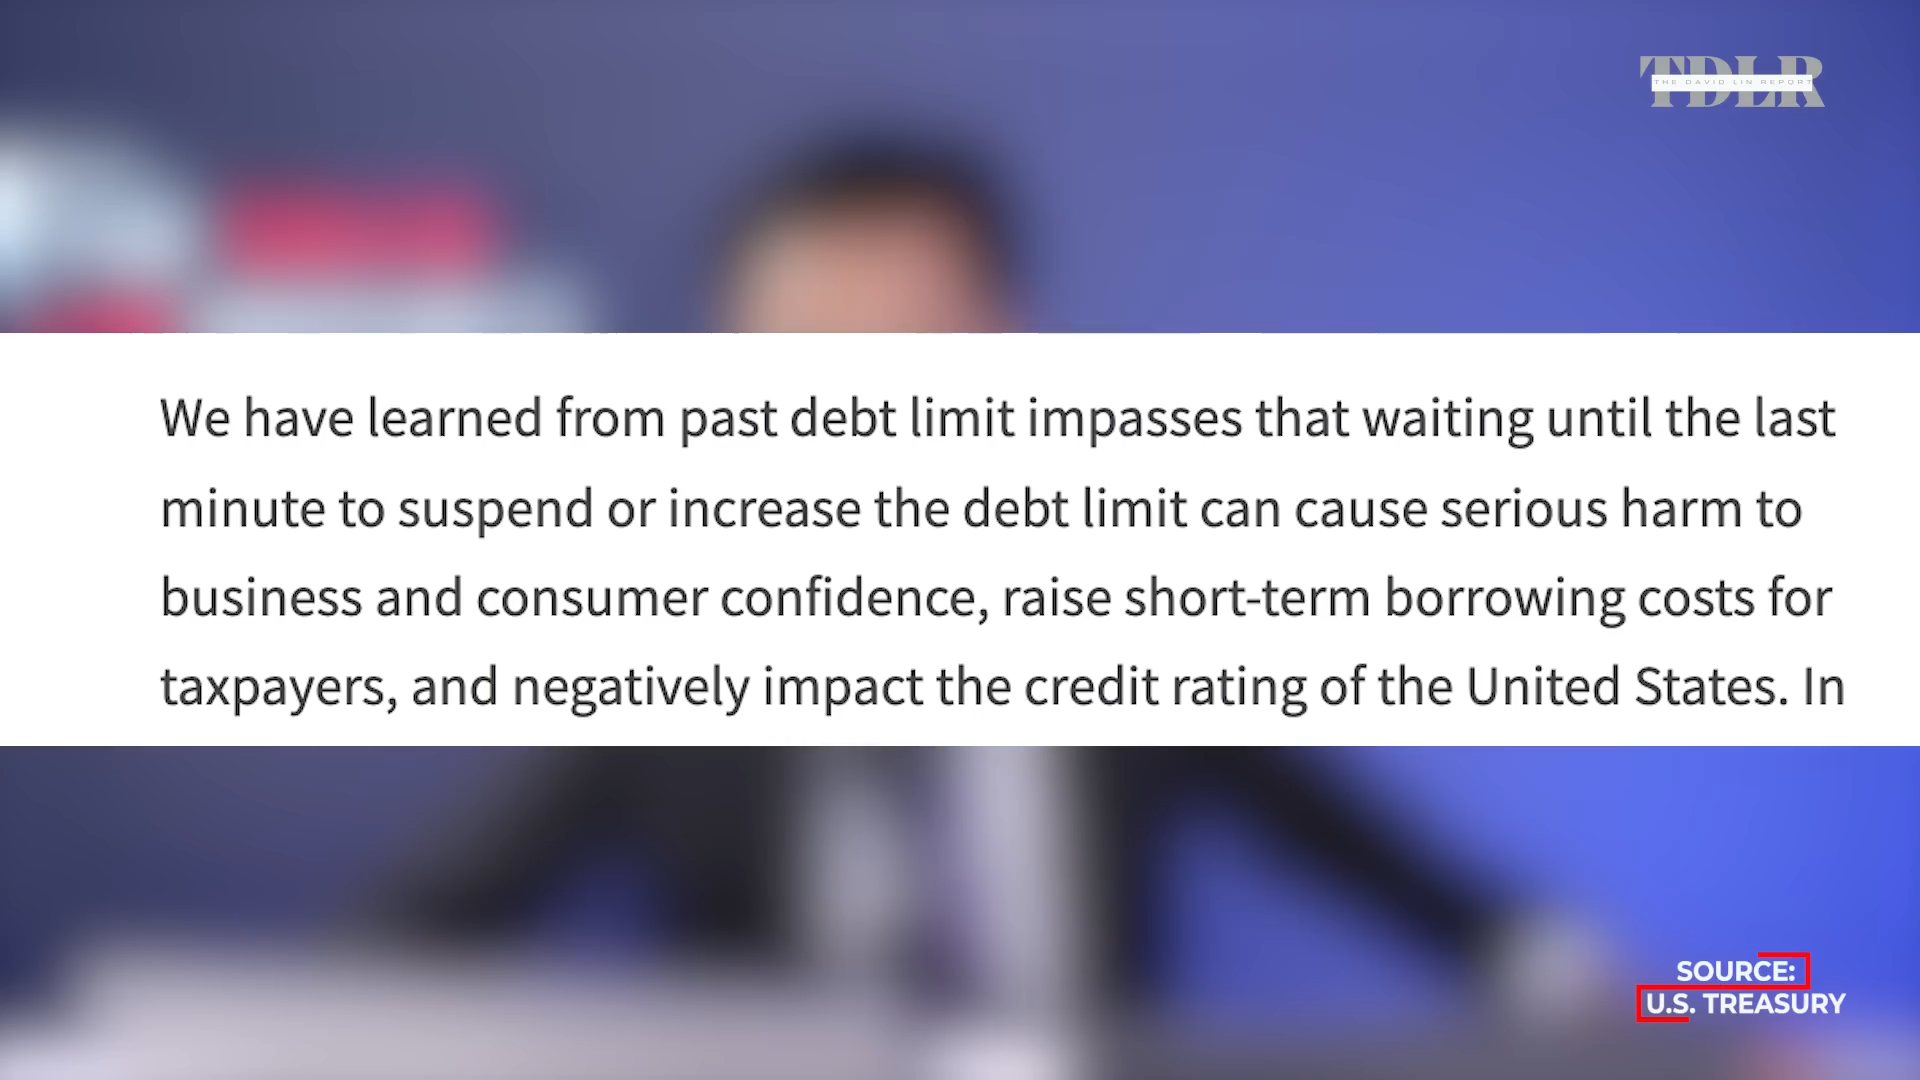 TDLR
THE DAVID LIN REPORT
We have learned from past debt limit impasses that waiting until the last
minute to suspend or increase the debt limit can cause serious harm to
business and consumer confidence, raise short-term borrowing costs for
taxpayers, and negatively impact the credit rating of the United States. In
SOURCE:
U.S. TREASURY